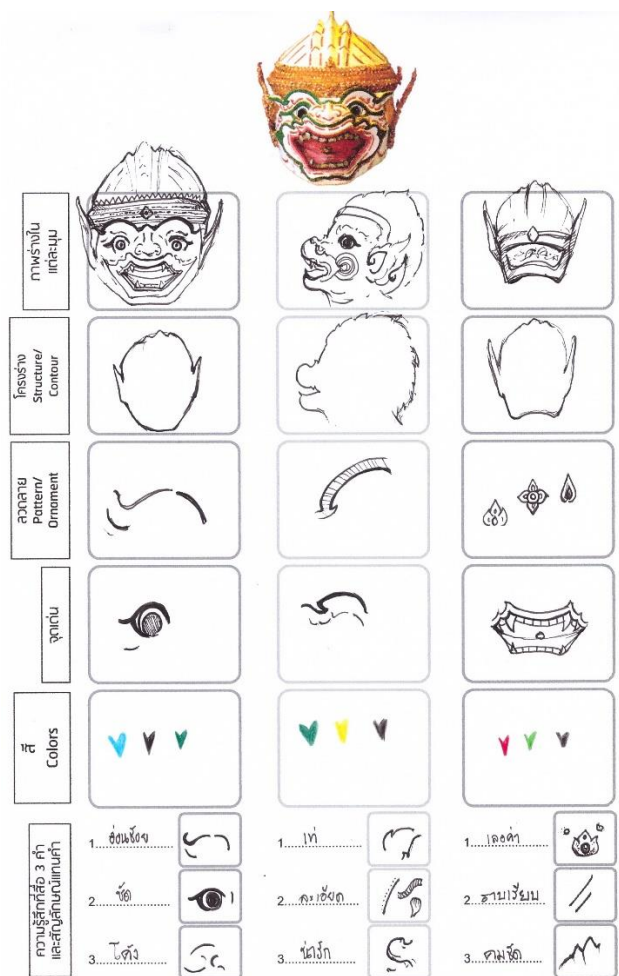 ภาพร่างใน
แต่ละมุม
โครงร่าง
Structure/
Contour
ลวดลาย
Pattern/
Ornament
จุดเด่น
สี
Colors
ความรู้สึกที่สื่อ 3 คำ
และสัญลักษณ์แทนคำ
1 อ่อนช้อย
2 ชัด
3 โค้ง
1 เท่
2 ละเอียด
3 น่ารัก
1 เลอค่า
2 ราบเรียบ
3 คมชัด